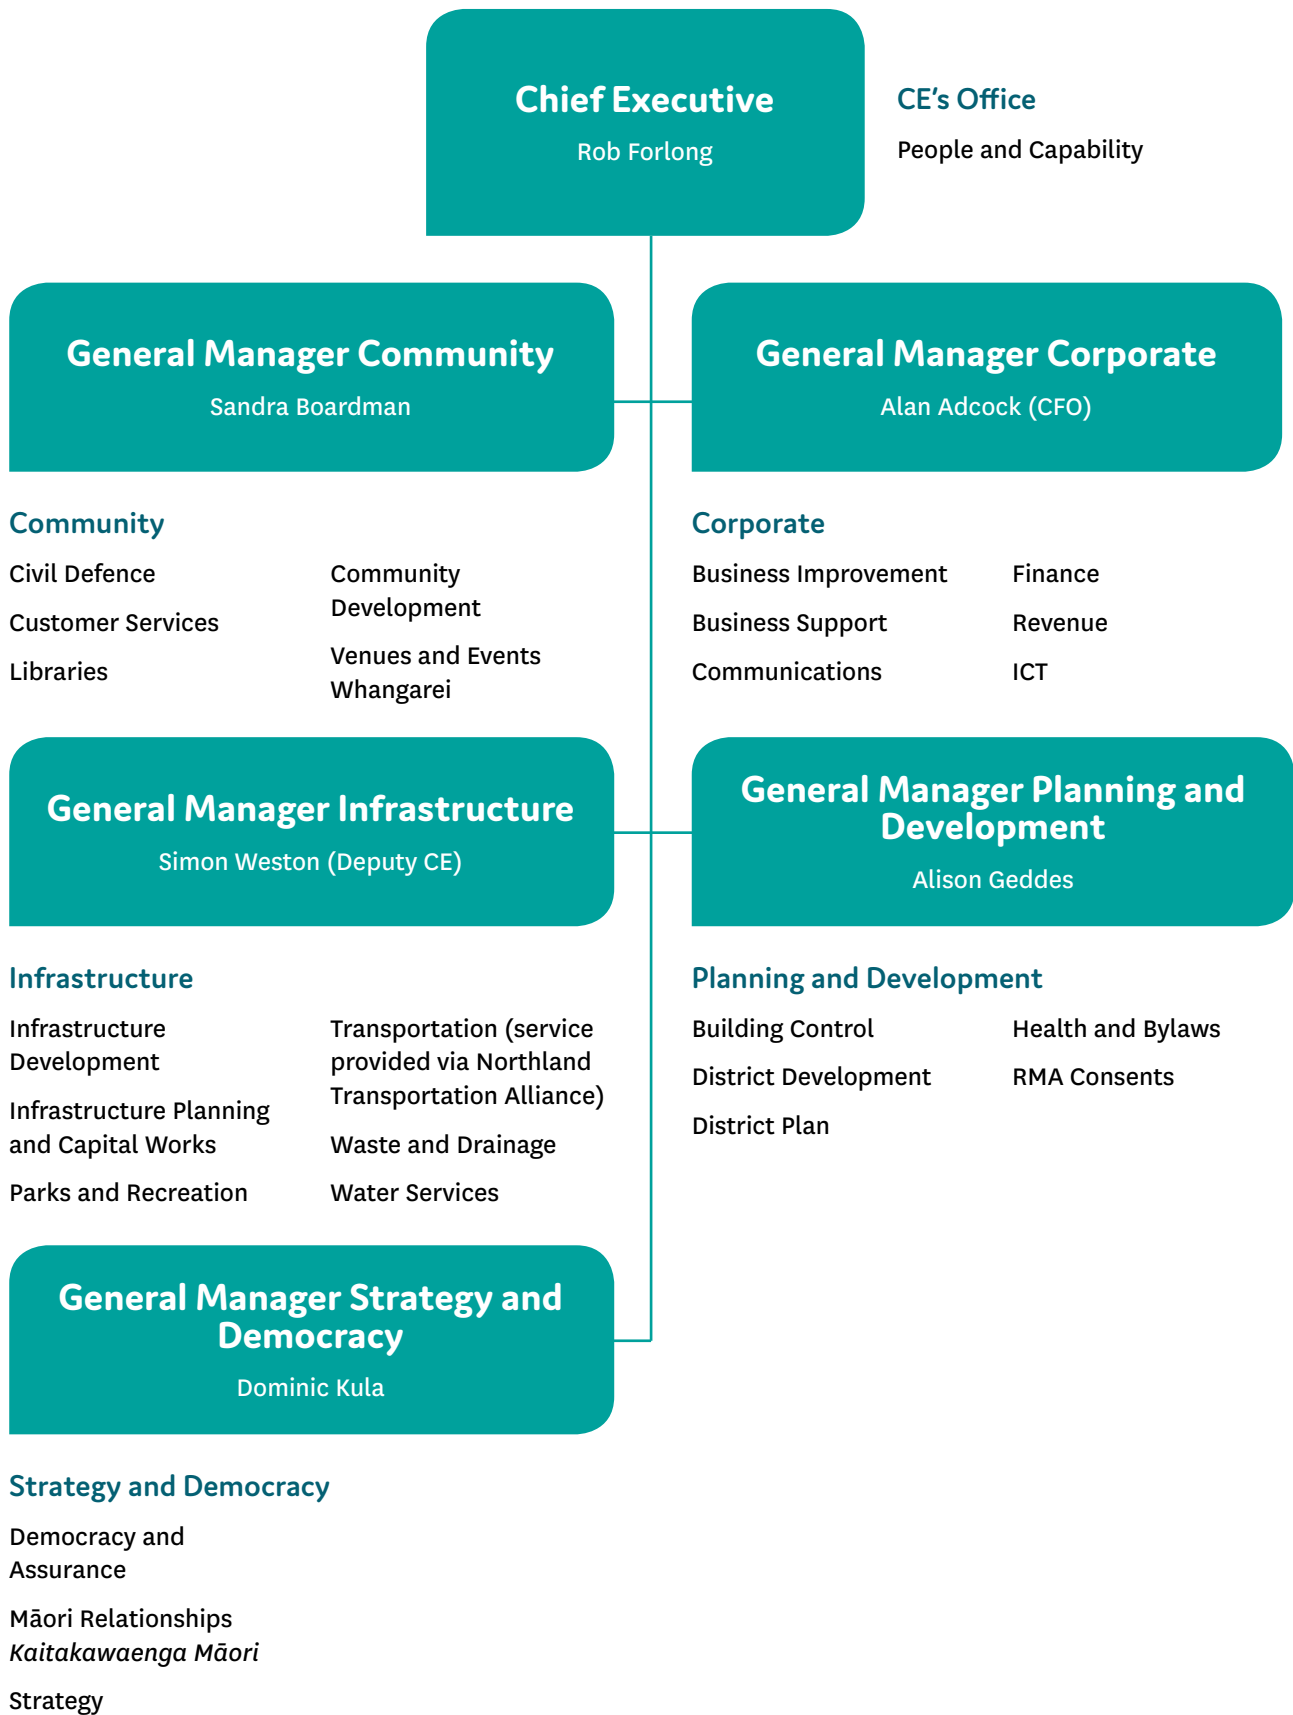 Chief Executive
Rob Forlong
CE's Office
People and Capability
General Manager Community
Sandra Boardman
General Manager Corporate
Alan Adcock (CFO)
Community
Civil Defence
Customer Services
Libraries
Community
Development
Venues and Events
Whangarei
Corporate
Business Improvement
Business Support
Communications
Finance
Revenue
ICT
General Manager Infrastructure
Simon Weston (Deputy CE)
General Manager Planning and
Development
Alison Geddes
Infrastructure
Infrastructure
Development
Infrastructure Planning
and Capital Works
Parks and Recreation
Transportation (service
provided via Northland
Transportation Alliance)
Waste and Drainage
Water Services
Planning and Development
Building Control
District Development
District Plan
Health and Bylaws
RMA Consents
General Manager Strategy and
Democracy
Dominic Kula
Strategy and Democracy
Democracy and
Assurance
Māori Relationships
Kaitakawaenga Māori
Strategy